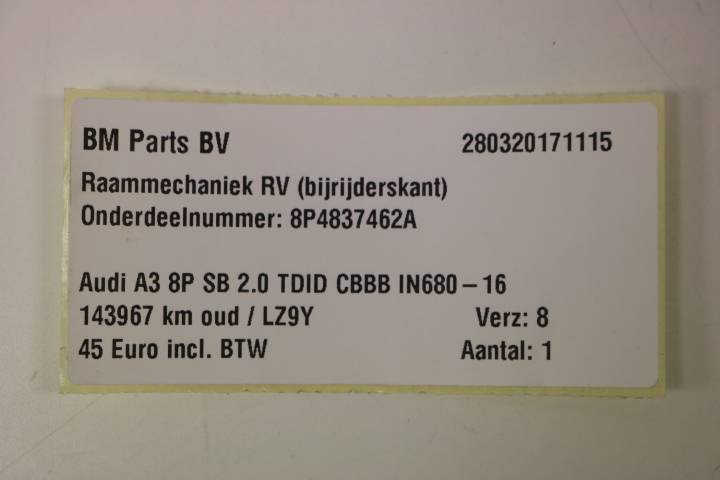 BM Parts BV 280320171115
Raammechaniek RV (bijrijderskant)
Onderdeelnummer: 8P4837462A
Audi A3 8P SB 2.0 TDID CBBB IN680 – 16
143967 km oud / LZ9Y Verz: 8
45 Euro incl. BTW Aantal: 1